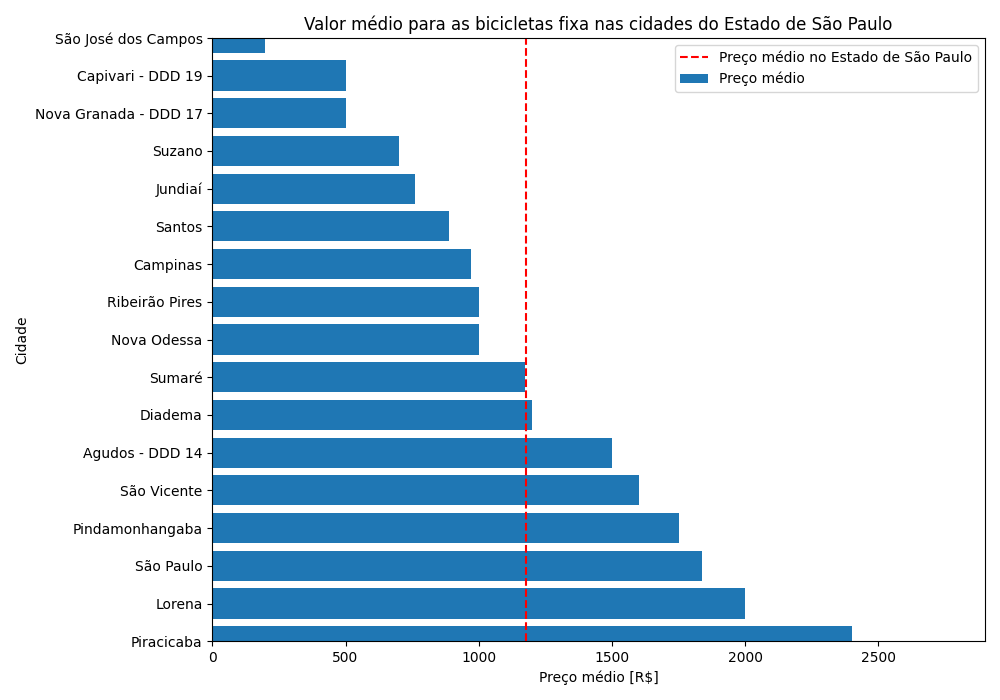 Valor médio para as bicicletas fixa nas cidades do Estado de São Paulo
Preço médio no Estado de São Paulo
Preço médio
São José dos Campos
Capivari - DDD 19
Nova Granada - DDD 17
Suzano
Jundiaí
Santos
Campinas
Ribeirão Pires
Nova Odessa
Sumaré
Diadema
Agudos - DDD 14
São Vicente
Pindamonhangaba
São Paulo
Lorena
Piracicaba
Cidade
0 500 1000 1500 2000 2500
Preço médio [R$]